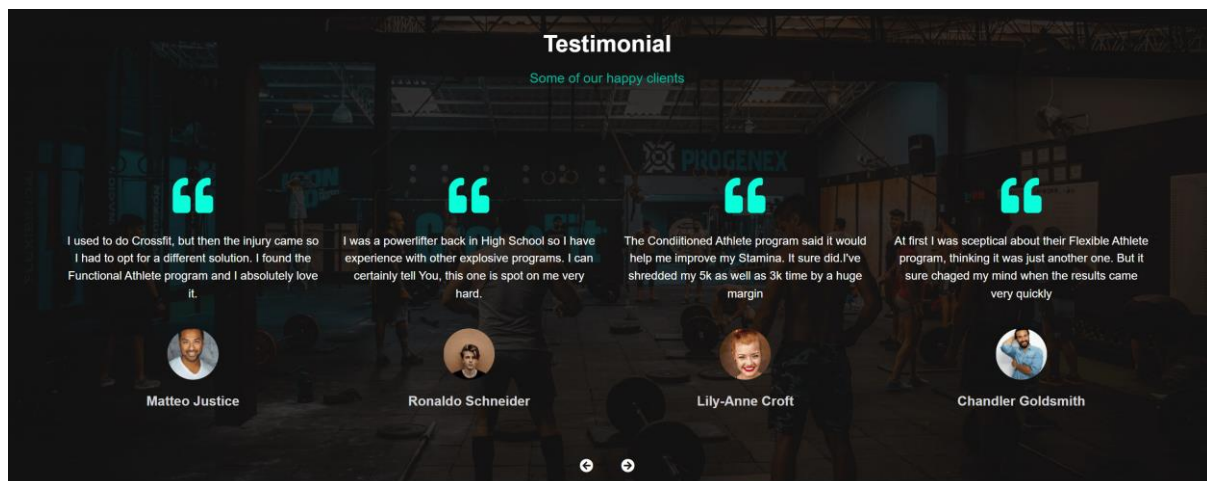 Testimonial
Some of our happy clients
PROGENEX
I used to do Crossfit, but then the injury came so
I had to opt for a different solution. I found the
Functional Athlete program and I absolutely love
it.
Matteo Justice
I was a powerlifter back in High School so I have
experience with other explosive programs. I can
certainly tell You, this one is spot on me very
hard.
Ronaldo Schneider
The Condiitioned Athlete program said it would
help me improve my Stamina. It sure did.I've
shredded my 5k as well as 3k time by a huge
margin
Lily-Anne Croft
At first I was sceptical about their Flexible Athlete
program, thinking it was just another one. But it
sure chaged my mind when the results came
very quickly
Chandler Goldsmith